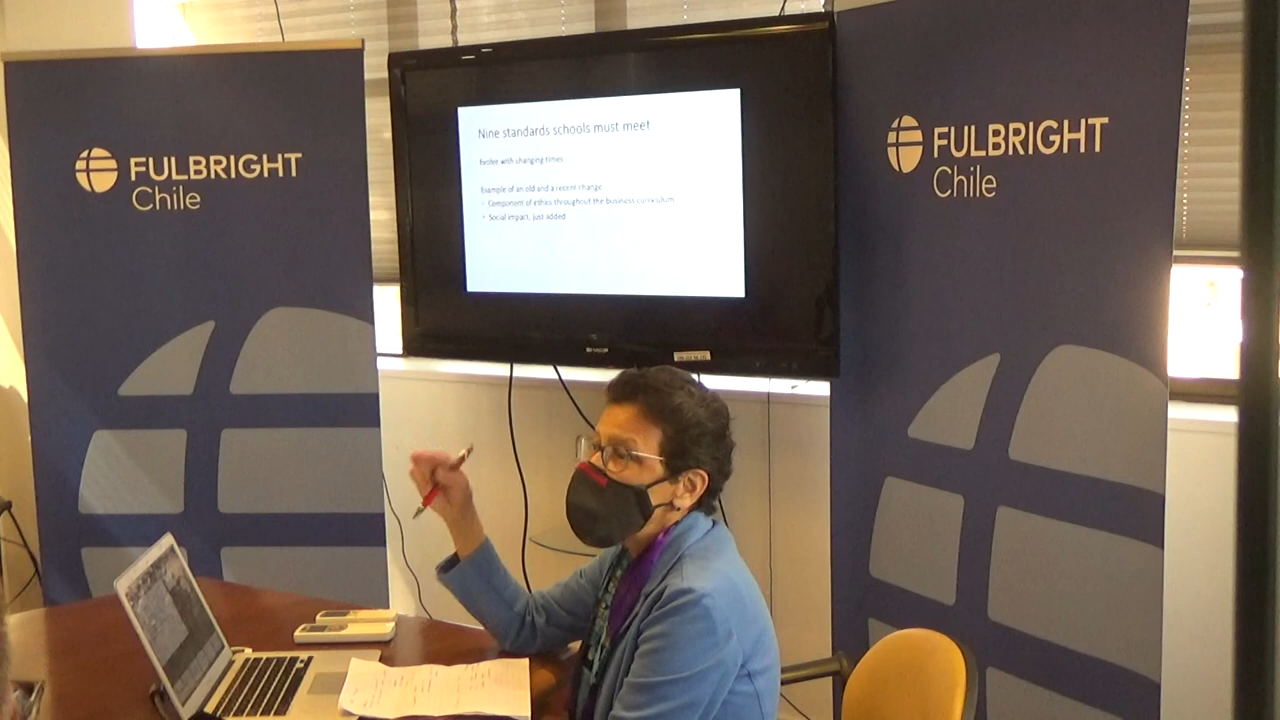 FULBRIGHT
Chile
Nine standards schools must meet
Evolve with changing times
Example of an old and a recent change
- Component of ethics throughout the business curriculum
• Social impact, just added
FULBRIGHT
Chile